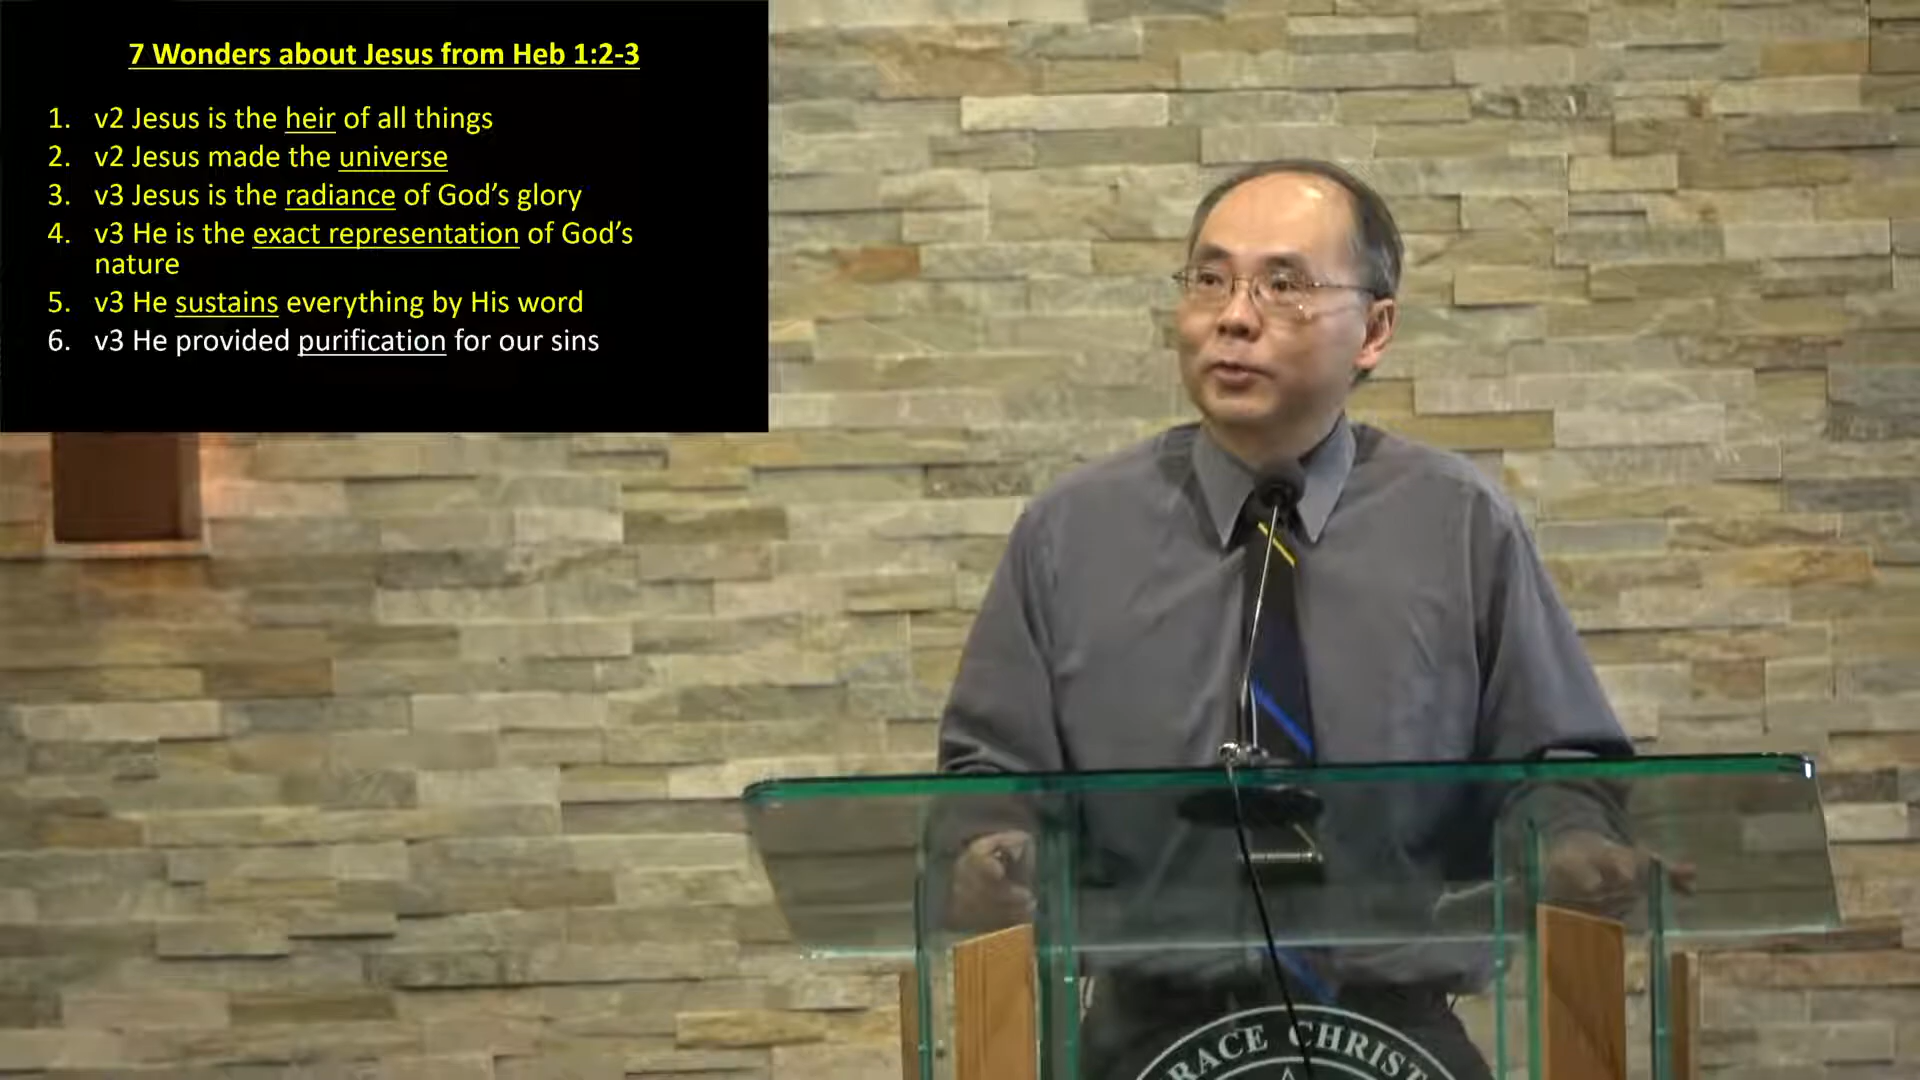 7 Wonders about Jesus from Heb 1:2-3
1. v2 Jesus is the heir of all things
2. v2 Jesus made the universe
3. v3 Jesus is the radiance of God’s glory
4. v3 He is the exact representation of God’s
nature
5. v3 He sustains everything by His word
6. v3 He provided purification for our sins
RACE CHRIST